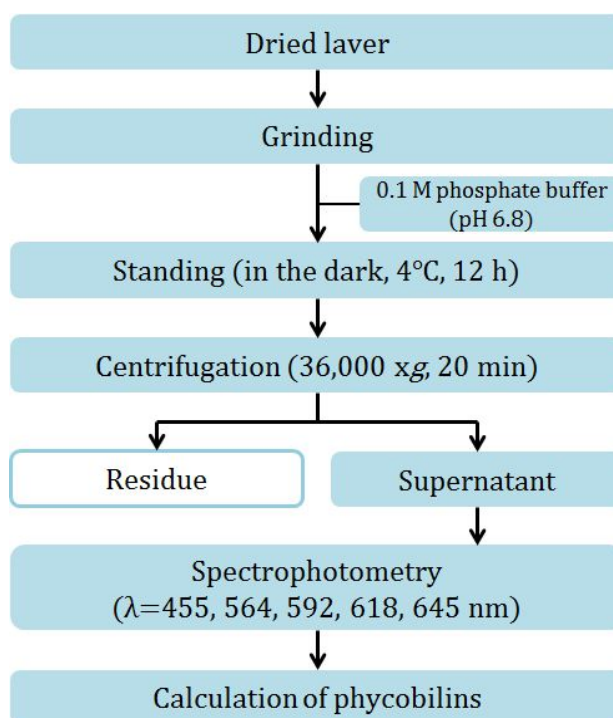 Dried laver
Grinding
0.1 M phosphate buffer
(pH 6.8)
Standing (in the dark, 4°C, 12 h)
Centrifugation (36,000 xg, 20 min)
Residue
Supernatant
Spectrophotometry
(λ=455, 564, 592, 618, 645 nm)
Calculation of phycobilins